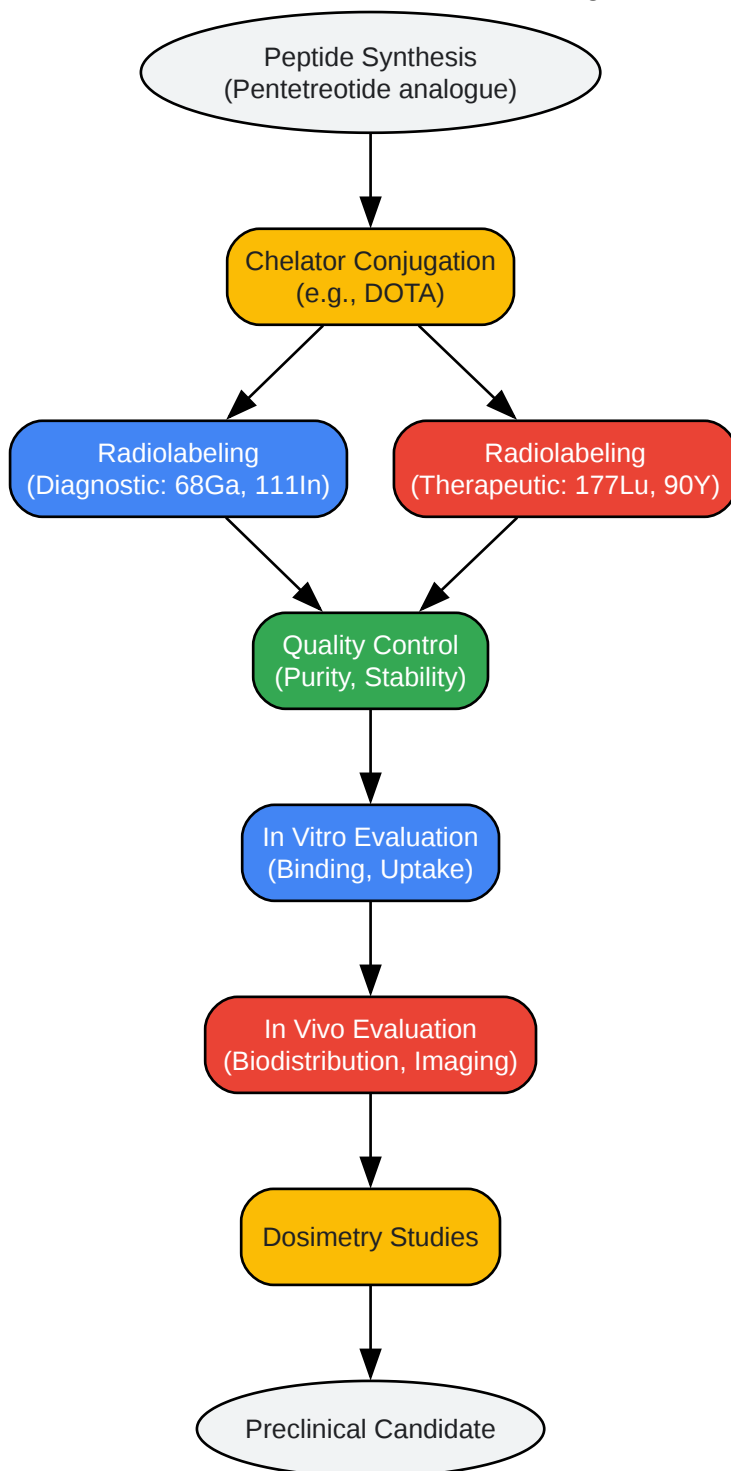 Peptide Synthesis
(Pentetreotide analogue)
Chelator Conjugation
(e.g., DOTA)
Radiolabeling
(Diagnostic: 68Ga, 111In)
Radiolabeling
(Therapeutic: 177Lu, 90Y)
Quality Control
(Purity, Stability)
In Vitro Evaluation
(Binding, Uptake)
In Vivo Evaluation
(Biodistribution, Imaging)
Dosimetry Studies
Preclinical Candidate